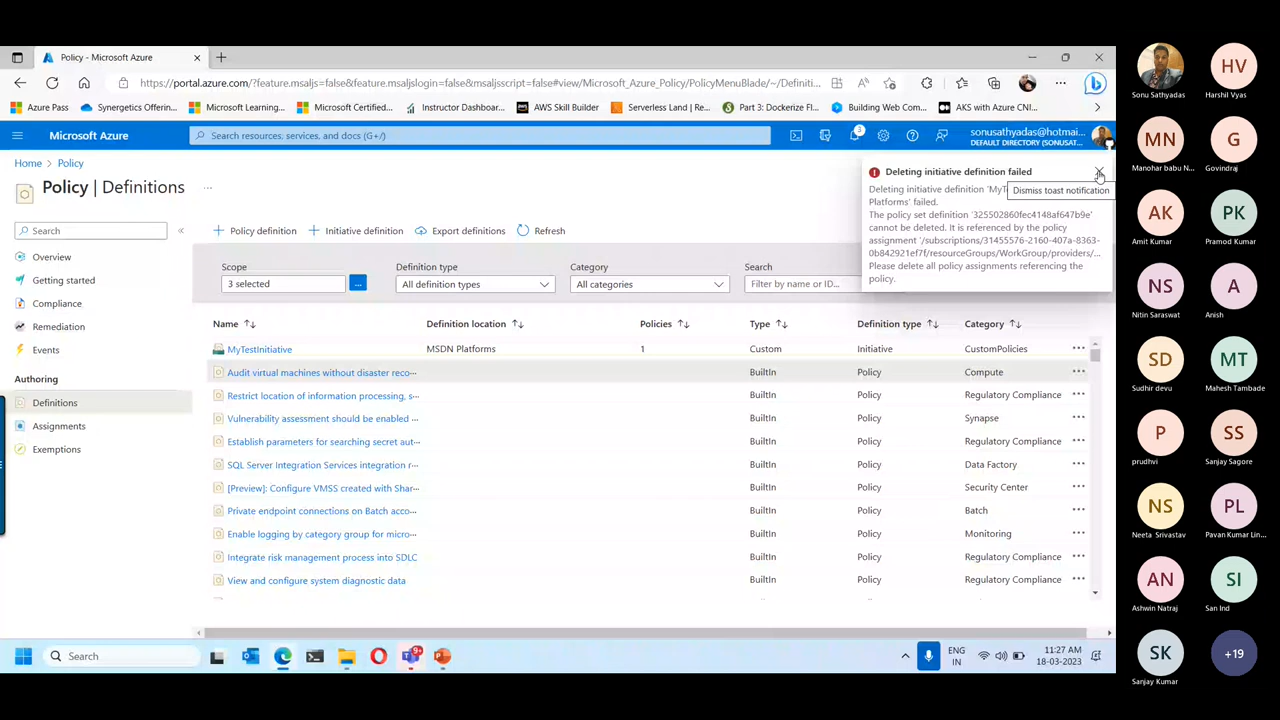 Policy - Microsoft Azure
https://portal.azure.com/?feature.msaljs=false&feature.msaljslogin=false&msaljsscript=false#view/Microsoft_Azure_Policy/PolicyMenuBlade/~/Definiti...
Azure Pass
Synergetics Offerin...
Microsoft Learning...
Microsoft Certified...
Instructor Dashboar...
AWS Skill Builder
Serverless Land | Re...
Part 3: Dockerize Fl...
Building Web Com...
AKS with Azure CNI...
Microsoft Azure
Search resources, services, and docs (G+/)
3
sonusathyadas@hotmai...
DEFAULT DIRECTORY (SONUSAT...
Home > Policy
Policy | Definitions
...
Deleting initiative definition failed
Deleting initiative definition 'MyTe
Dismiss toast notification
Platforms' failed.
The policy set definition '325502860fec4148af647b9e'
cannot be deleted. It is referenced by the policy
assignment '/subscriptions/31455576-2160-407a-8363-
0b842921ef7f/resourceGroups/WorkGroup/providers/...
Please delete all policy assignments referencing the
policy.
Search
«
Overview
Getting started
Compliance
Remediation
Events
Authoring
Definitions
Assignments
Exemptions
+ Policy definition
+ Initiative definition
Export definitions
Refresh
Scope
3 selected
...
Definition type
All definition types
Category
All categories
Search
Filter by name or ID...
Name
Definition location
Policies
Type
Definition type
Category
MyTestInitiative MSDN Platforms 1 Custom Initiative CustomPolicies ...
Audit virtual machines without disaster reco... BuiltIn Policy Compute ...
Restrict location of information processing, s... BuiltIn Policy Regulatory Compliance ...
Vulnerability assessment should be enabled ... BuiltIn Policy Synapse ...
Establish parameters for searching secret aut... BuiltIn Policy Regulatory Compliance ...
SQL Server Integration Services integration r... BuiltIn Policy Data Factory ...
[Preview]: Configure VMSS created with Shar... BuiltIn Policy Security Center ...
Private endpoint connections on Batch acco... BuiltIn Policy Batch ...
Enable logging by category group for micro... BuiltIn Policy Monitoring ...
Integrate risk management process into SDLC BuiltIn Policy Regulatory Compliance ...
View and configure system diagnostic data BuiltIn Policy Regulatory Compliance ...
Search
9+
ENG
IN
11:27 AM
18-03-2023
Sonu Sathyadas
HV
Harshil Vyas
MN
Manohar babu N...
G
Govindraj
AK
Amit Kumar
PK
Pramod Kumar
NS
Nitin Saraswat
A
Anish
SD
Sudhir devu
MT
Mahesh Tambade
P
prudhvi
SS
Sanjay Sagore
NS
Neeta Srivastav
PL
Pavan Kumar Lin...
AN
Ashwin Natraj
SI
San Ind
SK
Sanjay Kumar
+19